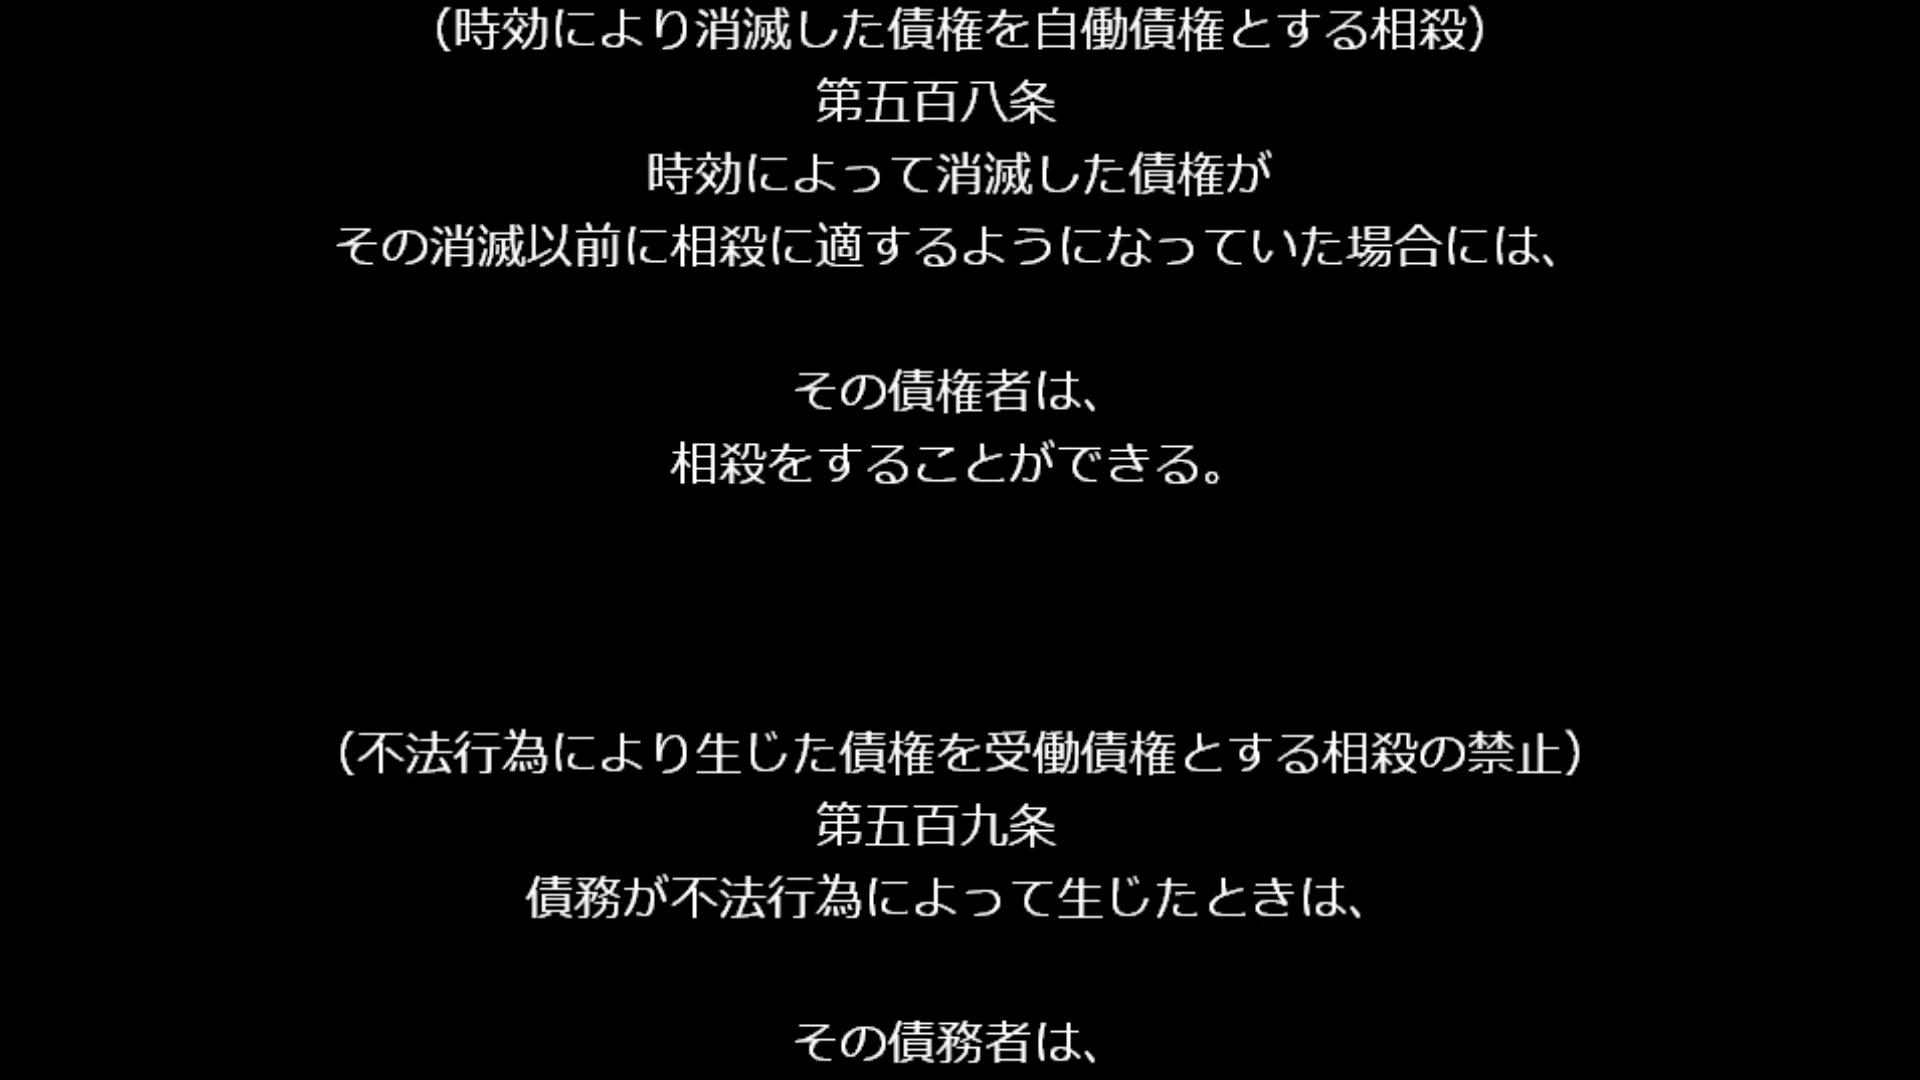 （時効により消滅した債権を自働債権とする相殺）
第五百八条
時効によって消滅した債権が
その消滅以前に相殺に適するようになっていた場合には、
その債権者は、
相殺をすることができる。
（不法行為により生じた債権を受働債権とする相殺の禁止）
第五百九条
債務が不法行為によって生じたときは、
その債務者は、